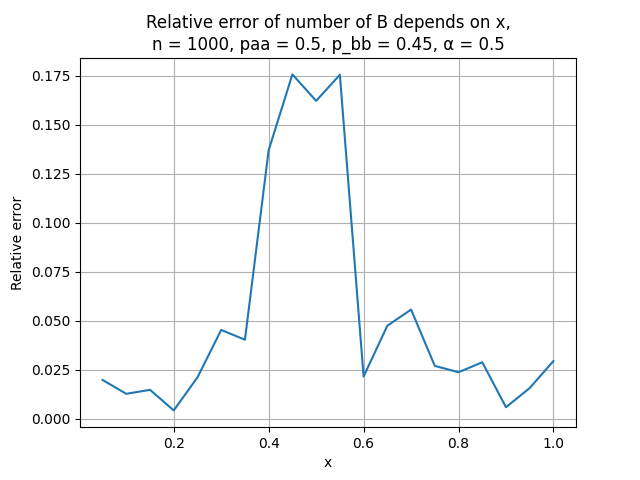 Relative error of number of B depends on x,
n = 1000, paa = 0.5, p_bb = 0.45, α = 0.5
0.175
0.150
0.125
0.100
0.075
0.050
0.025
0.000
Relative error
0.2 0.4 0.6 0.8 1.0
x